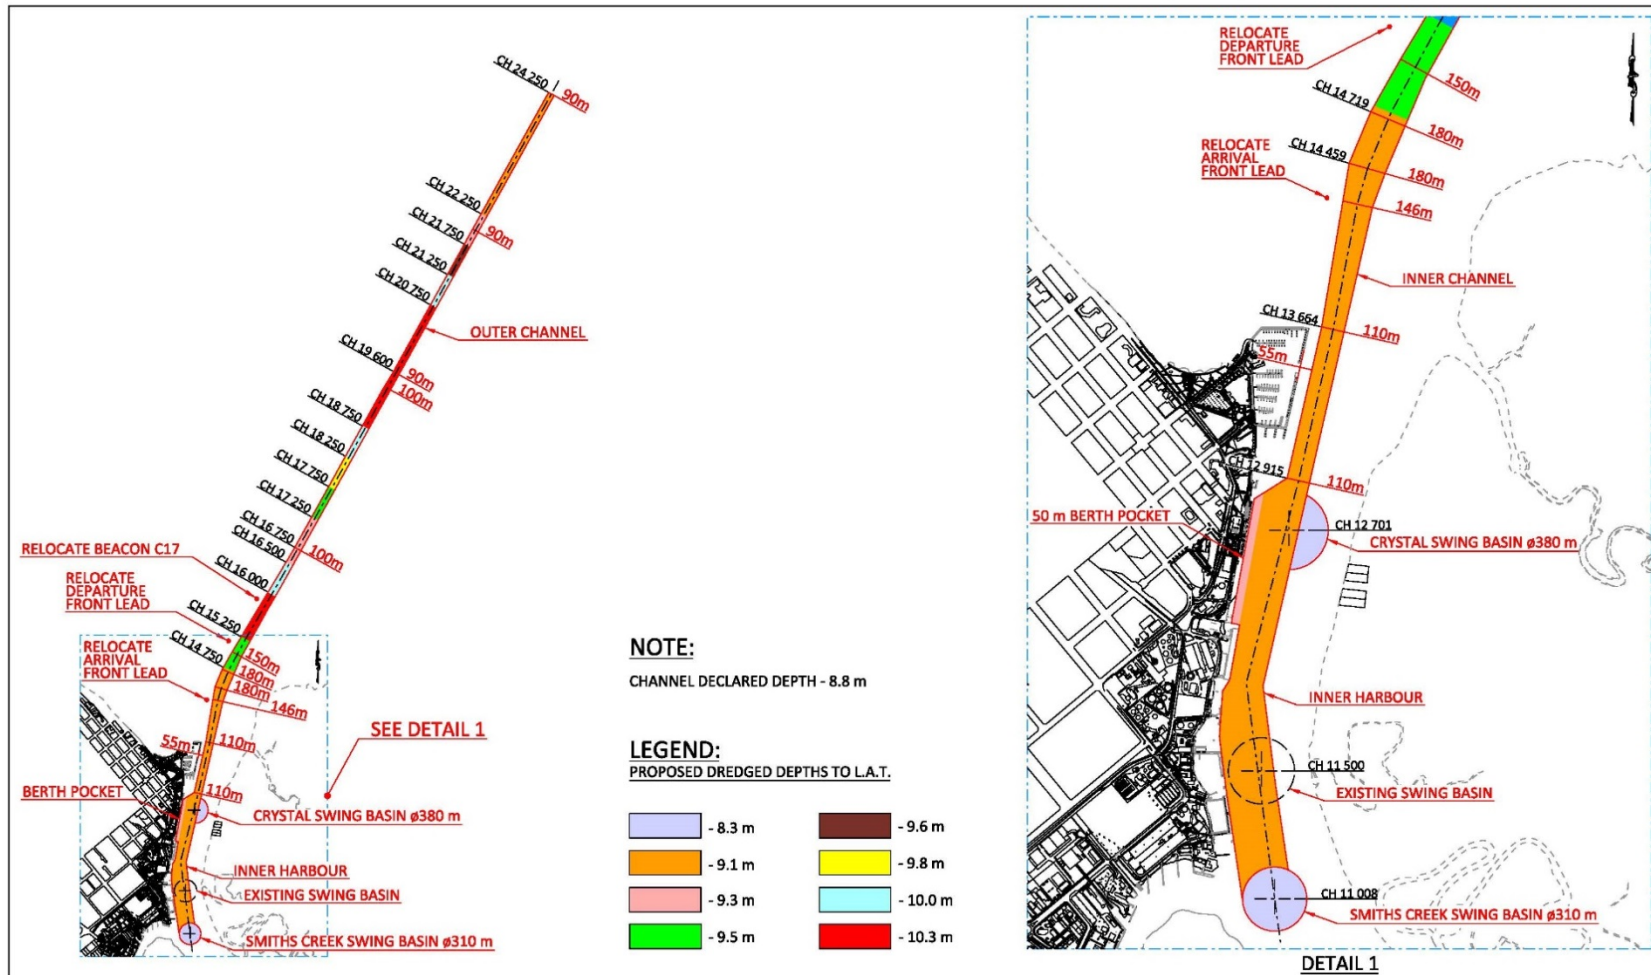 CH 24 250
90m
CH 22 250
CH 21 750
90m
CH 21 250
CH 20 750
OUTER CHANNEL
CH 19 600
90m
100m
CH 18 750
CH 18 250
CH 17 750
CH 17 250
CH 16 750
CH 16 500
100m
RELOCATE BEACON C17
CH 16 000
RELOCATE
DEPARTURE
FRONT LEAD
CH 15 250
CH 14 750
150m
180m
RELOCATE
ARRIVAL
FRONT LEAD
180m
146m
SEE DETAIL 1
55m
110m
110m
BERTH POCKET
CRYSTAL SWING BASIN ø380 m
INNER HARBOUR
EXISTING SWING BASIN
SMITHS CREEK SWING BASIN ø310 m
NOTE:
CHANNEL DECLARED DEPTH - 8.8 m
LEGEND:
PROPOSED DREDGED DEPTHS TO L.A.T.
- 8.3 m
- 9.1 m
- 9.3 m
- 9.5 m
- 9.6 m
- 9.8 m
- 10.0 m
- 10.3 m
RELOCATE
DEPARTURE
FRONT LEAD
150m
CH 14 719
180m
RELOCATE
ARRIVAL
FRONT LEAD
CH 14 459
180m
146m
INNER CHANNEL
CH 13 664
110m
55m
CH 12 915
110m
50 m BERTH POCKET
CH 12 701
CRYSTAL SWING BASIN ø380 m
INNER HARBOUR
CH 11 500
EXISTING SWING BASIN
CH 11 008
SMITHS CREEK SWING BASIN ø310 m
DETAIL 1